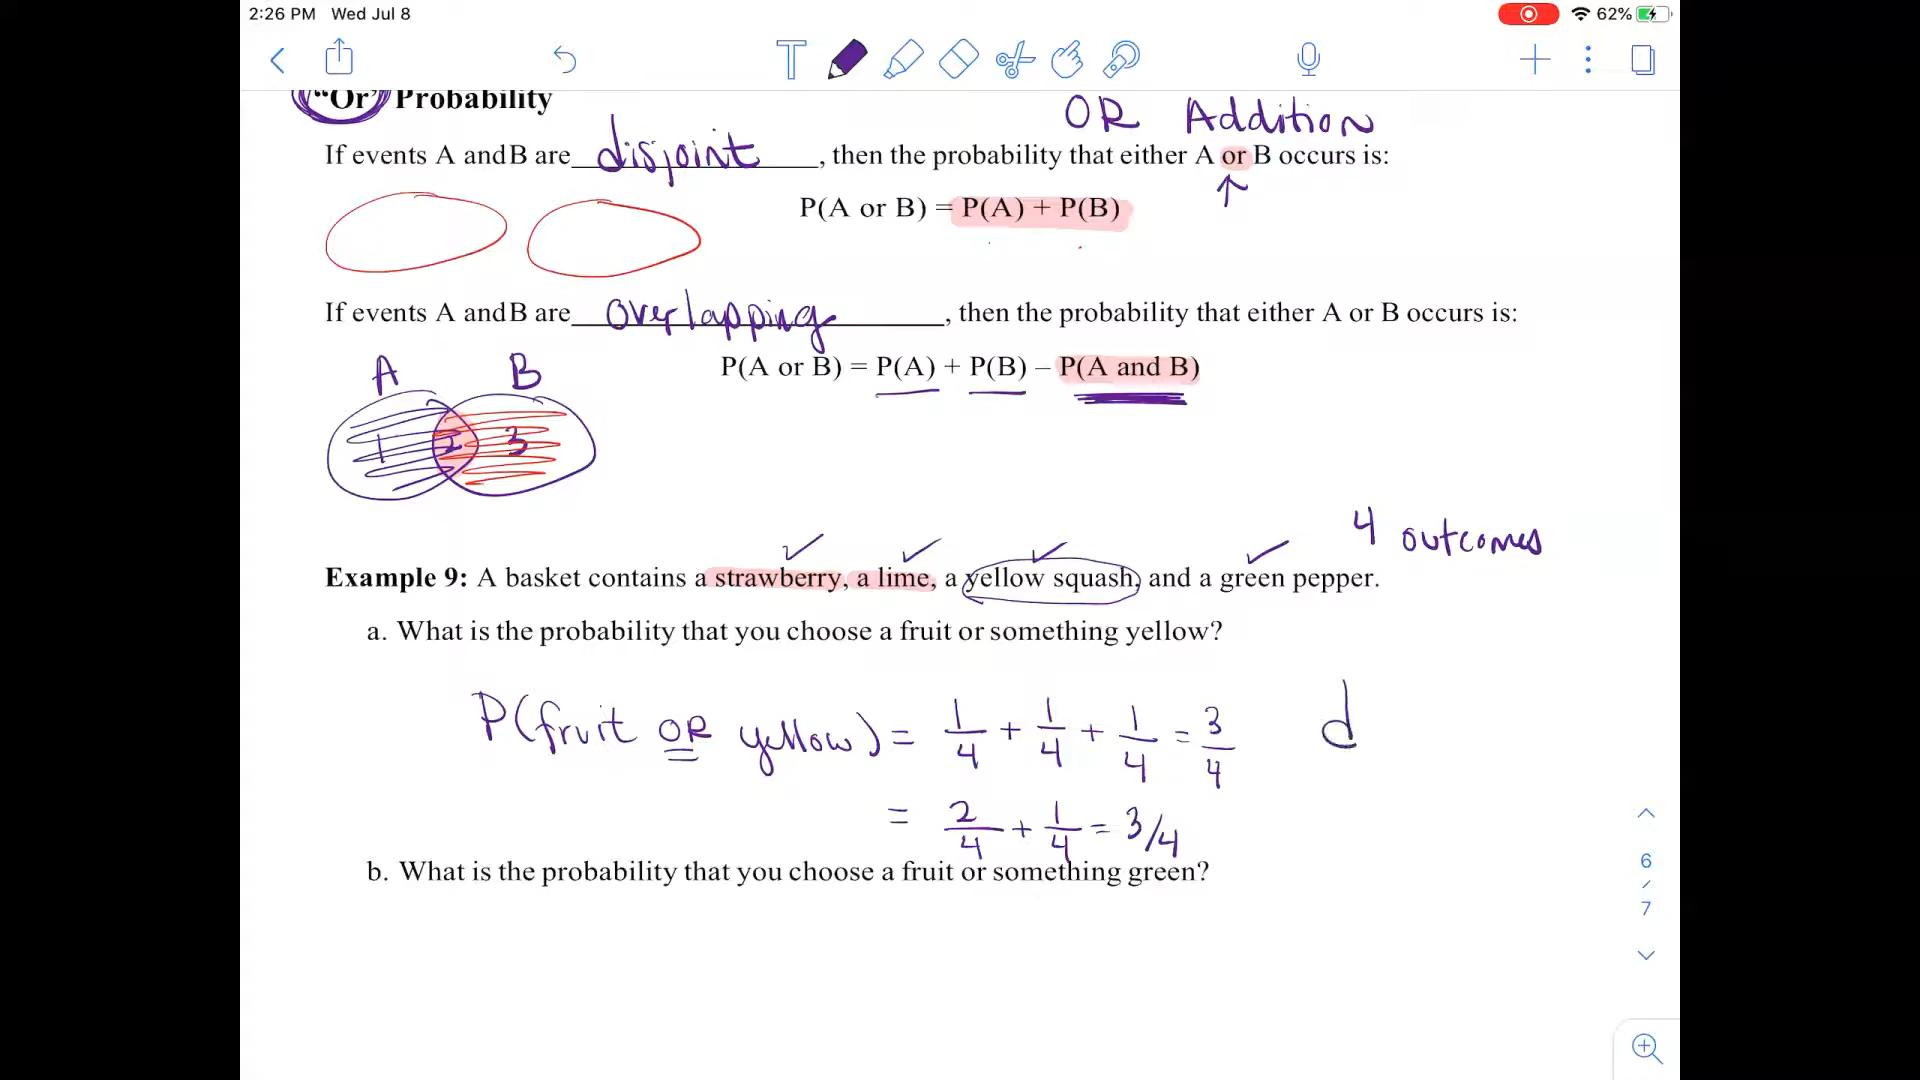 2:26 PM Wed Jul 8
62%
"Or" Probability
OR Addition
If events A and B are disjoint, then the probability that either A or B occurs is:
P(A or B) = P(A) + P(B)
If events A and B are overlapping, then the probability that either A or B occurs is:
A B
P(A or B) = P(A) + P(B) – P(A and B)
1 2 3
4 outcomes
Example 9: A basket contains a strawberry, a lime, a yellow squash, and a green pepper.
a. What is the probability that you choose a fruit or something yellow?
P(fruit OR yellow) = 1/4 + 1/4 + 1/4 = 3/4 d
= 2/4 + 1/4 = 3/4
b. What is the probability that you choose a fruit or something green?
6
/
7